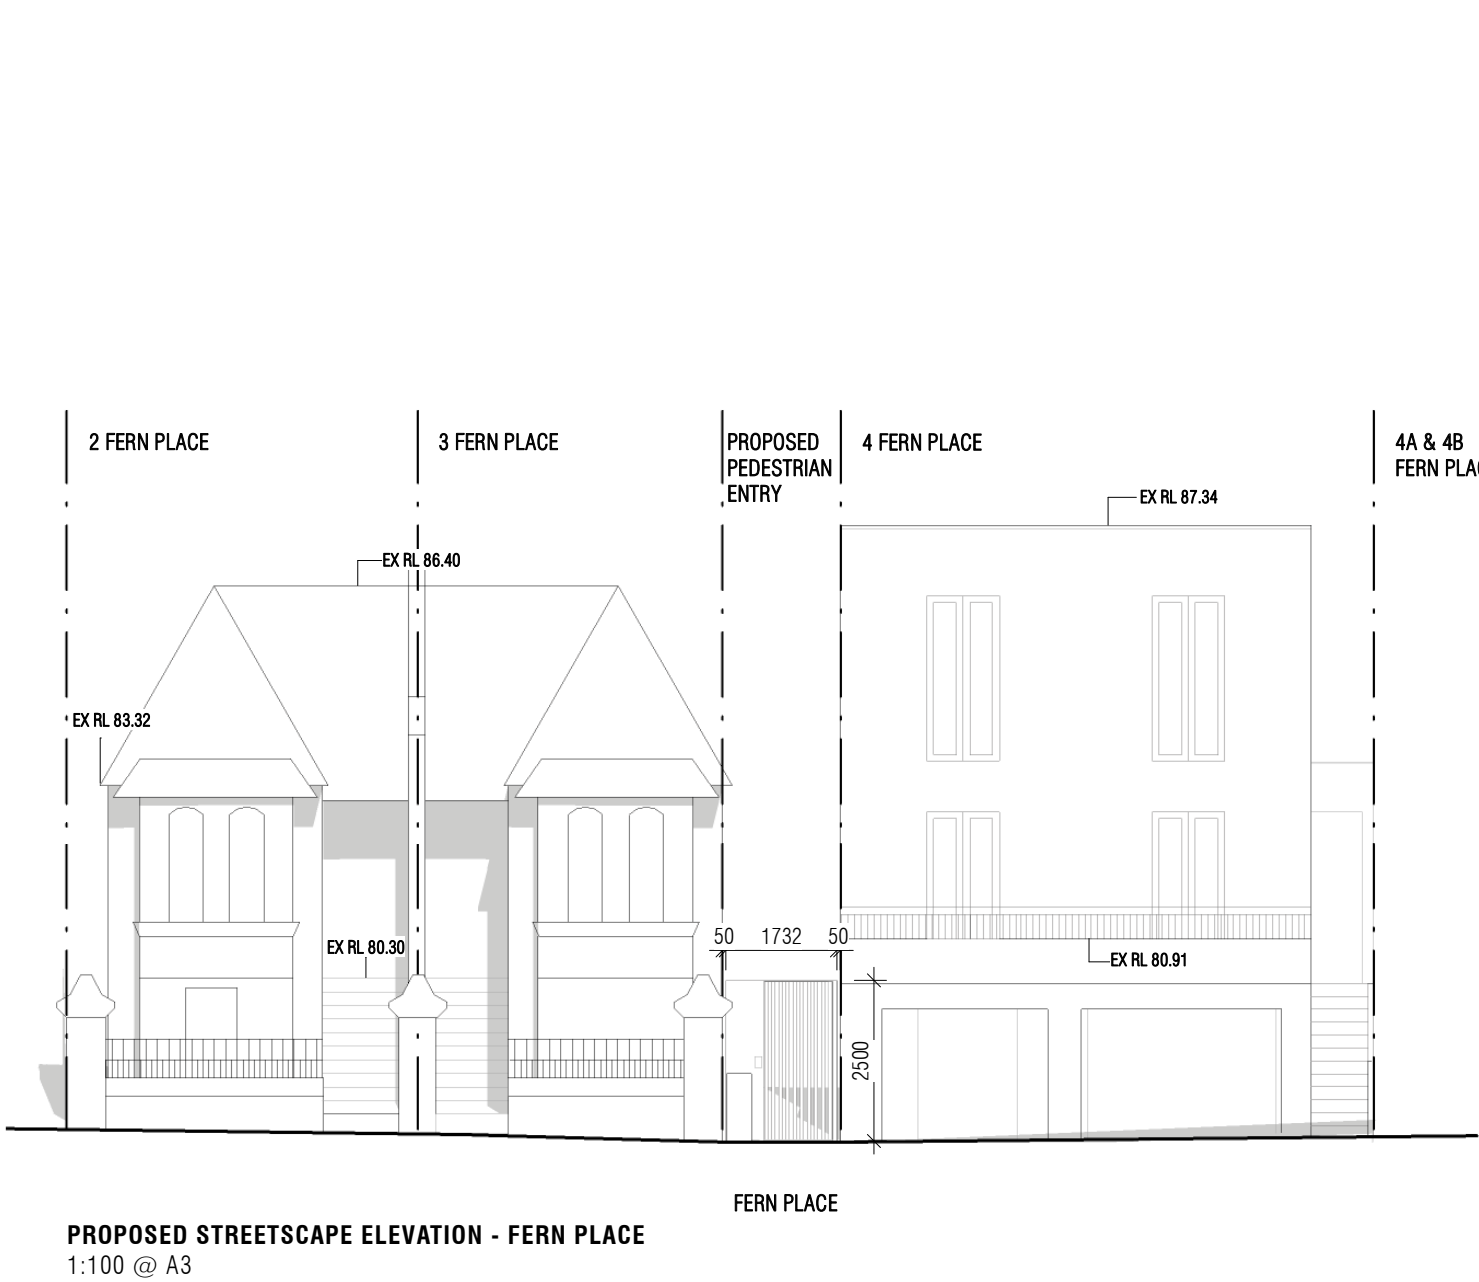 2 FERN PLACE
3 FERN PLACE
PROPOSED
PEDESTRIAN
ENTRY
4 FERN PLACE
4A & 4B
FERN PLAC
EX RL 87.34
EX RL 86.40
EX RL 83.32
EX RL 80.30
50
1732
50
EX RL 80.91
2500
FERN PLACE
PROPOSED STREETSCAPE ELEVATION - FERN PLACE
1:100 @ A3